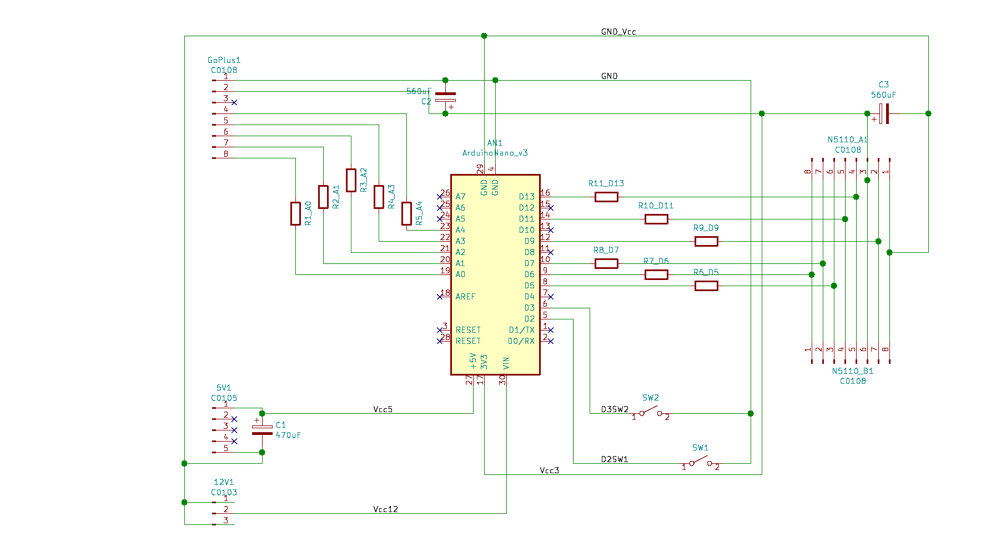 GND_Vcc
GoPlus1
C0108
1
2
3
4
5
6
7
8
GND
560uF
C2
+
C3
560uF
+
AN1
ArduinoNano_v3
29
4
GND
GND
N5110_A1
C0108
8
7
6
5
4
3
2
1
R1_A0
R2_A1
R3_A2
R4_A3
R5_A4
26 A7
25 A6
24 A5
23 A4
22 A3
21 A2
20 A1
19 A0
18 AREF
3 RESET
28 RESET
D13 16
D12 15
D11 14
D10 13
D9 12
D8 11
D7 10
D6 9
D5 8
D4 7
D3 6
D2 5
D1/TX 1
D0/RX 2
+5V
3V3
VIN
27
17
30
R11_D13
R10_D11
R9_D9
R8_D7
R7_D6
R6_D5
1
2
3
4
5
6
7
8
N5110_B1
C0108
5V1
C0105
1
2
3
4
5
+
C1
470uF
Vcc5
SW2
D3SW2
1
2
SW1
D2SW1
1
2
Vcc3
12V1
C0103
1
2
3
Vcc12